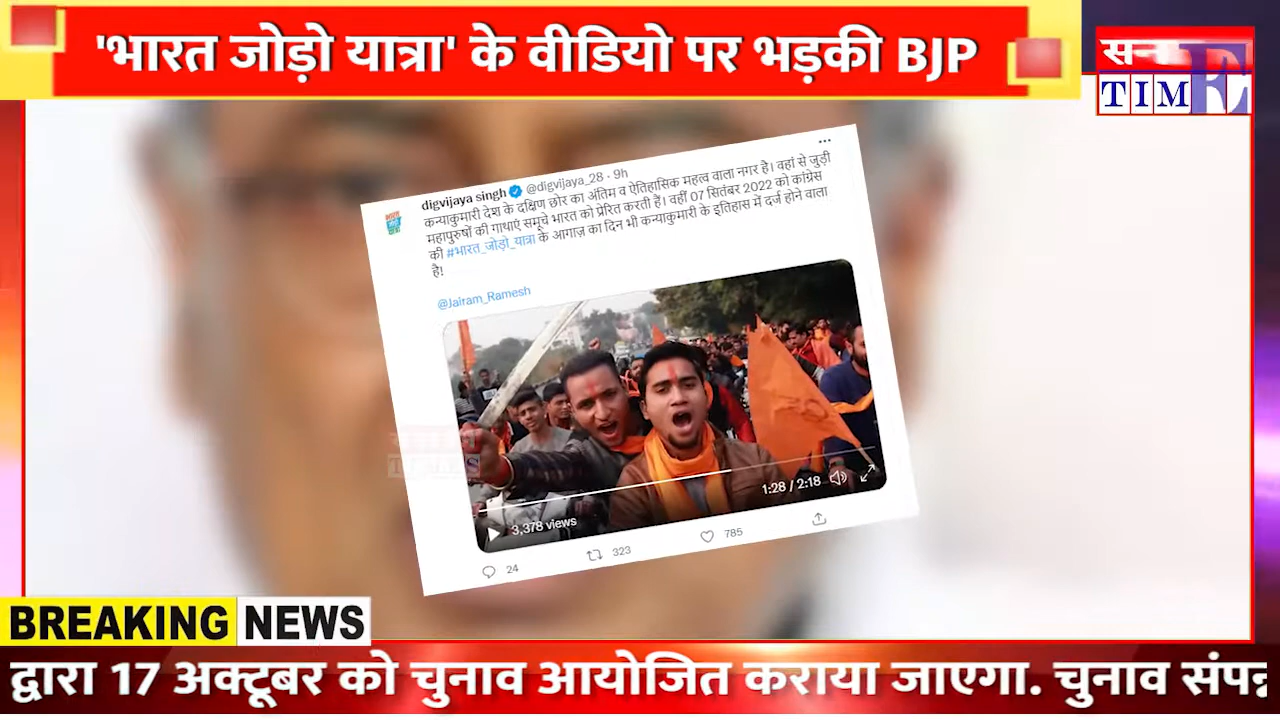 'भारत जोड़ो यात्रा' के वीडियो पर भड़की BJP
TIME
digvijaya singh @digvijaya_28 · 9h
कन्याकुमारी देश के दक्षिण छोर का अंतिम व ऐतिहासिक महत्व वाला नगर है। वहां से जुड़ी
महापुरुषों की गाथाएं समूचे भारत को प्रेरित करती हैं। वहीं 07 सितंबर 2022 को कांग्रेस
की #भारत_जोड़ो_यात्रा के आगाज़ का दिन भी कन्याकुमारी के इतिहास में दर्ज होने वाला
है!
@Jairam_Ramesh
1:28 / 2:18
3,378 views
24 323 785
BREAKING NEWS
द्वारा 17 अक्टूबर को चुनाव आयोजित कराया जाएगा. चुनाव संपन्न